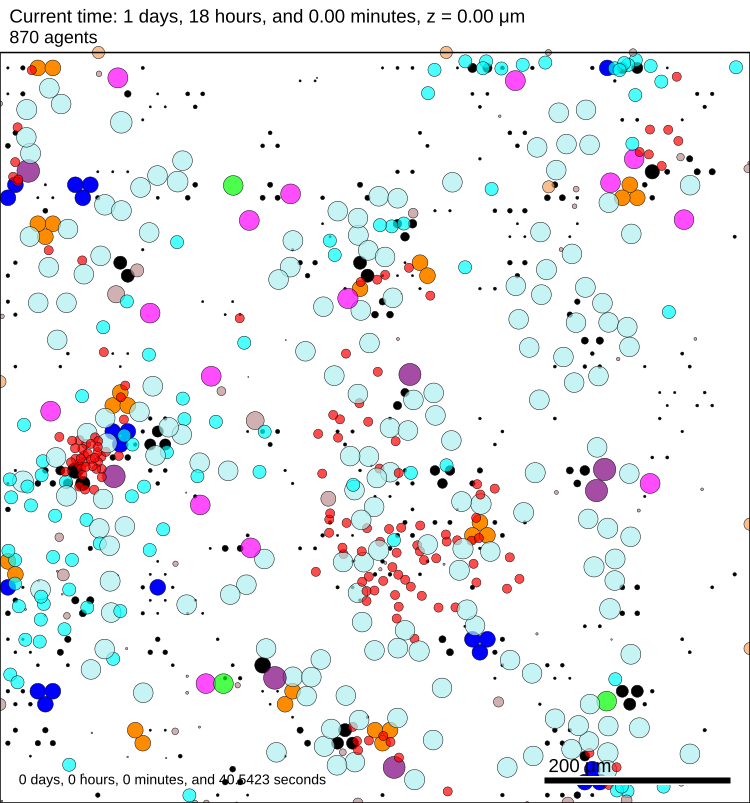 Current time: 1 days, 18 hours, and 0.00 minutes, z = 0.00 μm
870 agents
200 μm
0 days, 0 hours, 0 minutes, and 40.5423 seconds